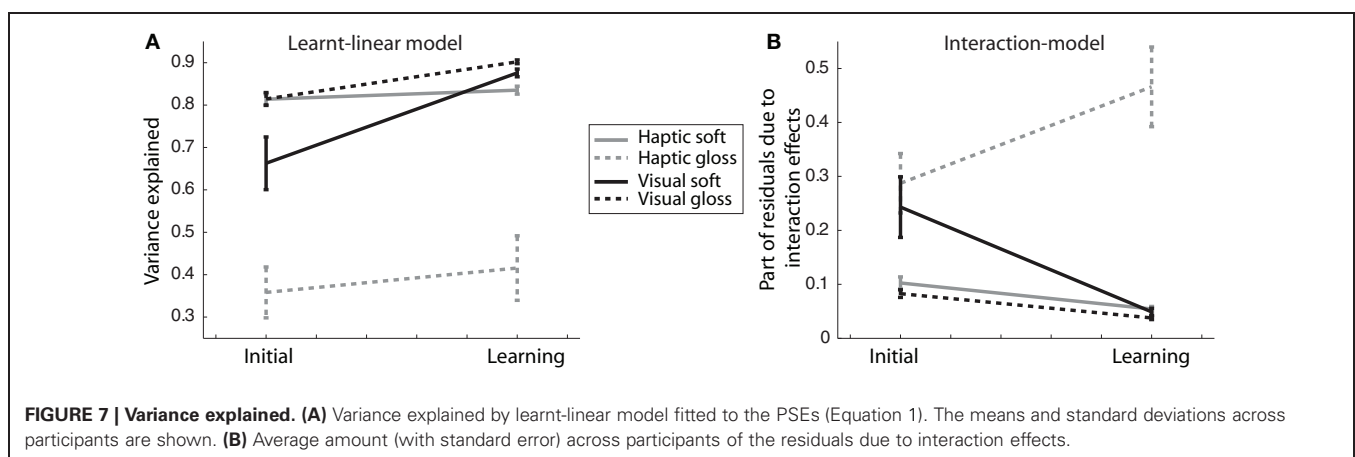 A
Learnt-linear model
Variance explained
0.9
0.8
0.7
0.6
0.5
0.4
0.3
Initial
Learning
Haptic soft
Haptic gloss
Visual soft
Visual gloss
B
Interaction-model
Part of residuals due to
interaction effects
0.5
0.4
0.3
0.2
0.1
0
Initial
Learning
FIGURE 7 | Variance explained. (A) Variance explained by learnt-linear model fitted to the PSEs (Equation 1). The means and standard deviations across
participants are shown. (B) Average amount (with standard error) across participants of the residuals due to interaction effects.